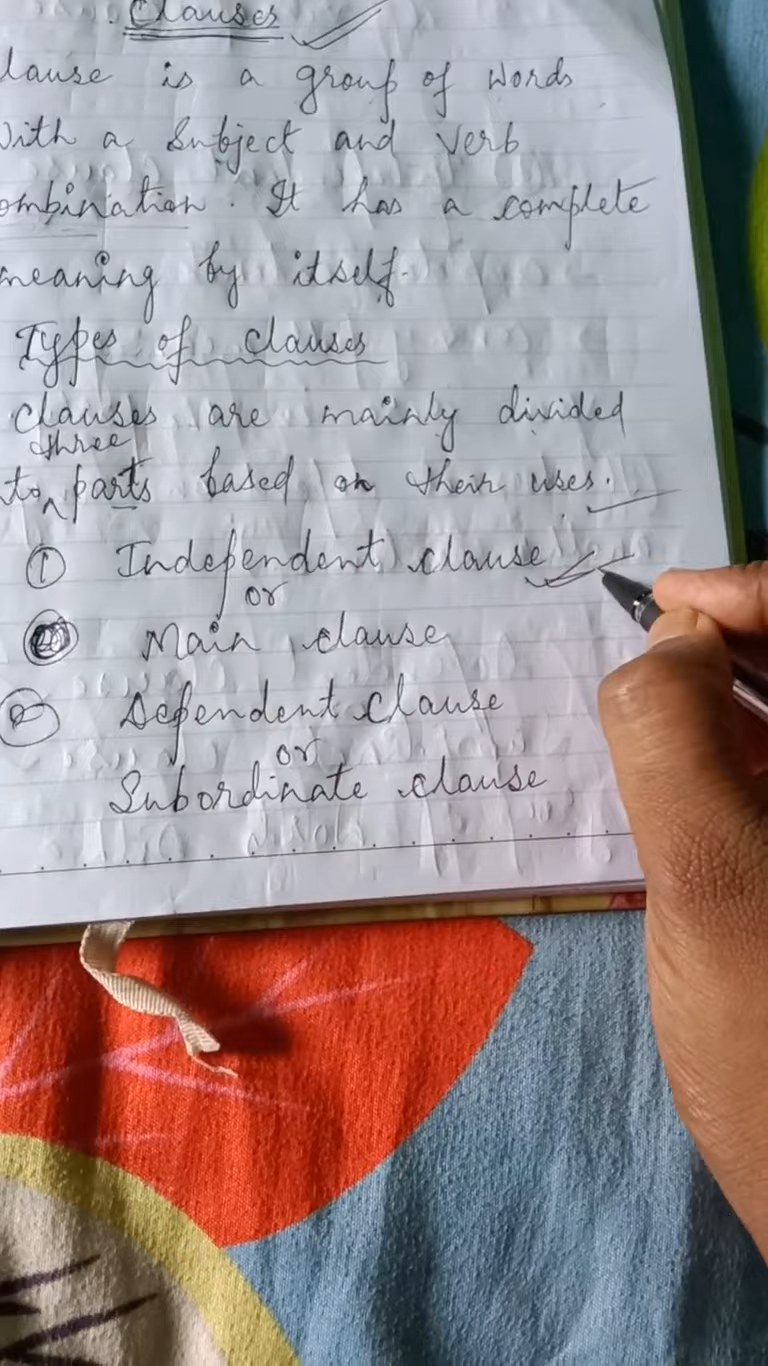 Clauses
lause is a group of words
with a Subject and verb
ombination. It has a complete
meaning by itself.
Types of clauses
clauses are mainly divided
three
to parts based on their uses.
1 Independent clause
or
Main clause
2 Dependent clause
or
Subordinate clause